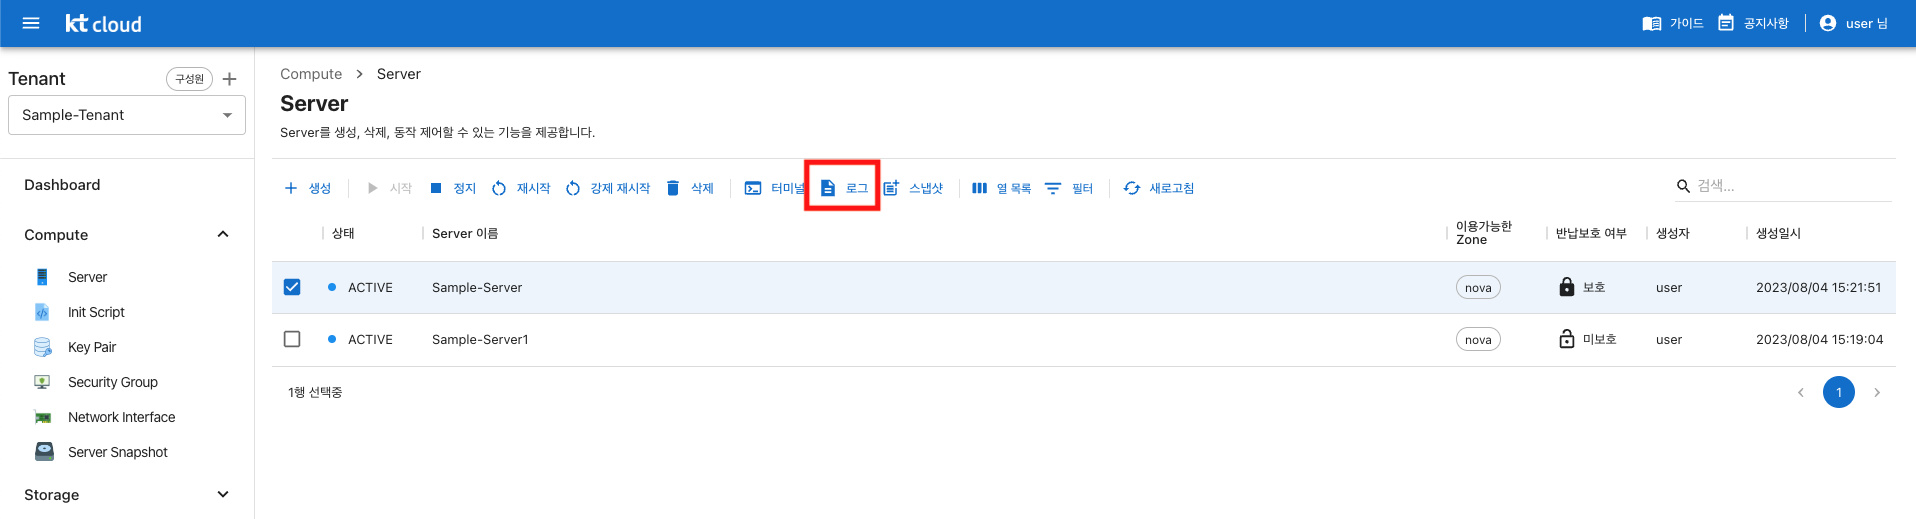 kt cloud
가이드
공지사항
user 님
Tenant
구성원
Sample-Tenant
Dashboard
Compute
Server
Init Script
Key Pair
Security Group
Network Interface
Server Snapshot
Storage
Compute > Server
Server
Server를 생성, 삭제, 동작 제어할 수 있는 기능을 제공합니다.
생성 시작 정지 재시작 강제 재시작 삭제 터미널 로그 스냅샷 열 목록 필터 새로고침 검색...
상태 Server 이름 이용가능한 Zone 반납보호 여부 생성자 생성일시
ACTIVE Sample-Server nova 보호 user 2023/08/04 15:21:51
ACTIVE Sample-Server1 nova 미보호 user 2023/08/04 15:19:04
1행 선택중
1